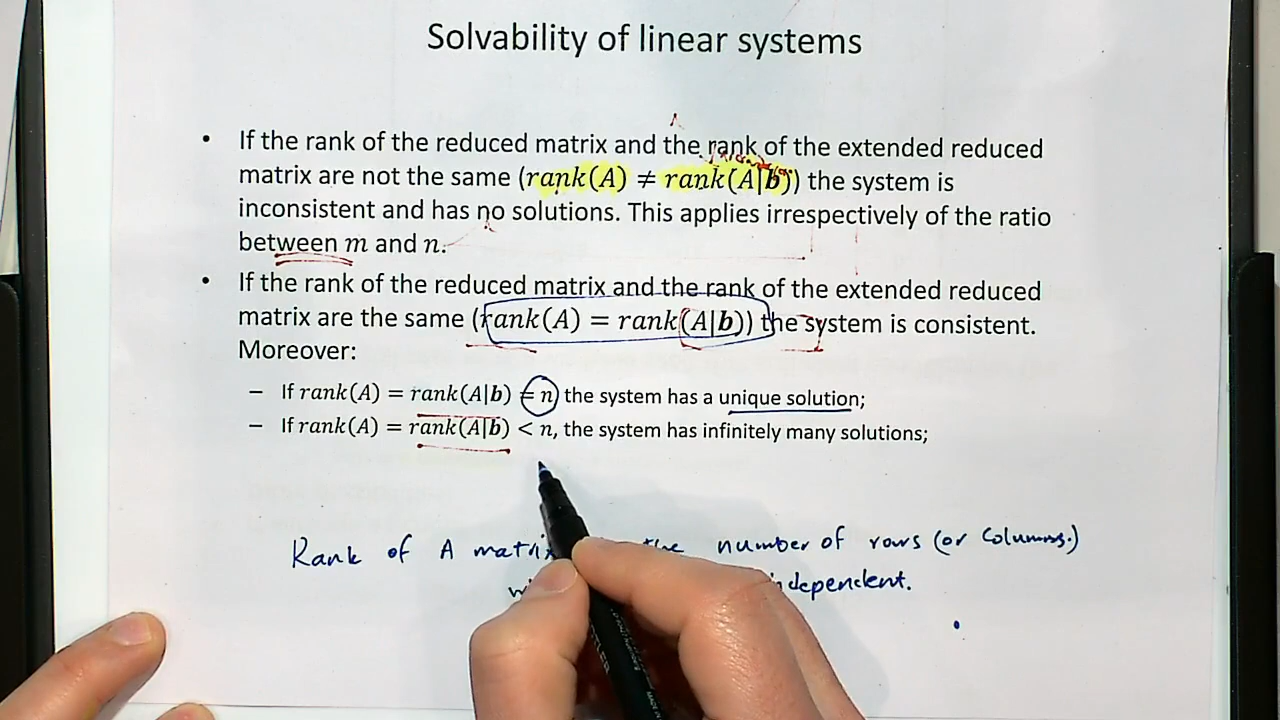 Solvability of linear systems
• If the rank of the reduced matrix and the rank of the extended reduced
matrix are not the same (rank(A) ≠ rank(A|b)) the system is
inconsistent and has no solutions. This applies irrespectively of the ratio
between m and n.
• If the rank of the reduced matrix and the rank of the extended reduced
matrix are the same (rank(A) = rank(A|b)) the system is consistent.
Moreover:
– If rank(A) = rank(A|b) = n the system has a unique solution;
– If rank(A) = rank(A|b) < n, the system has infinitely many solutions;
Rank of A matrix the number of rows (or columns.)
independent.